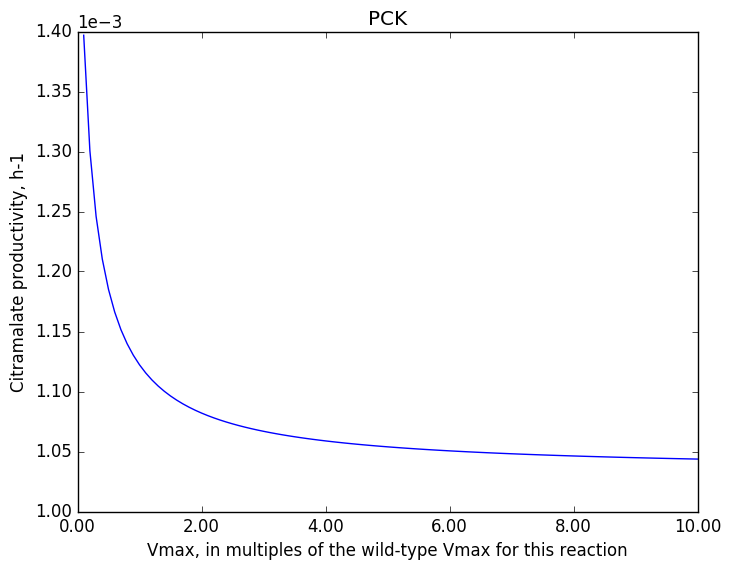 PCK
1e−3
1.40
1.35
1.30
1.25
1.20
1.15
1.10
1.05
1.00
Citramalate productivity, h-1
0.00 2.00 4.00 6.00 8.00 10.00
Vmax, in multiples of the wild-type Vmax for this reaction